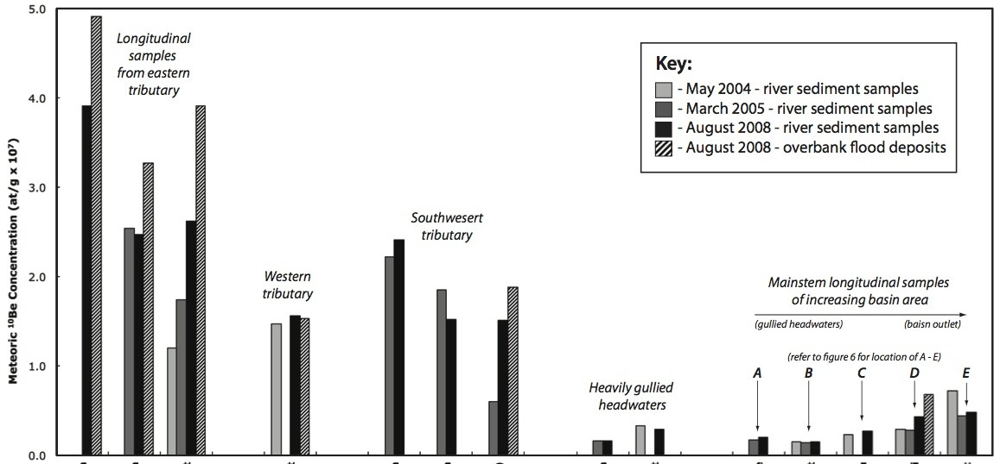 5.0
4.0
3.0
2.0
1.0
0.0
Meteoric ¹⁰Be Concentration (at/g x 10⁷)
Longitudinal
samples
from eastern
tributary
Western
tributary
Southwesert
tributary
Heavily gullied
headwaters
Key:
- May 2004 - river sediment samples
- March 2005 - river sediment samples
- August 2008 - river sediment samples
- August 2008 - overbank flood deposits
Mainstem longitudinal samples
of increasing basin area
(gullied headwaters) (baisn outlet)
(refer to figure 6 for location of A - E)
A B C D E